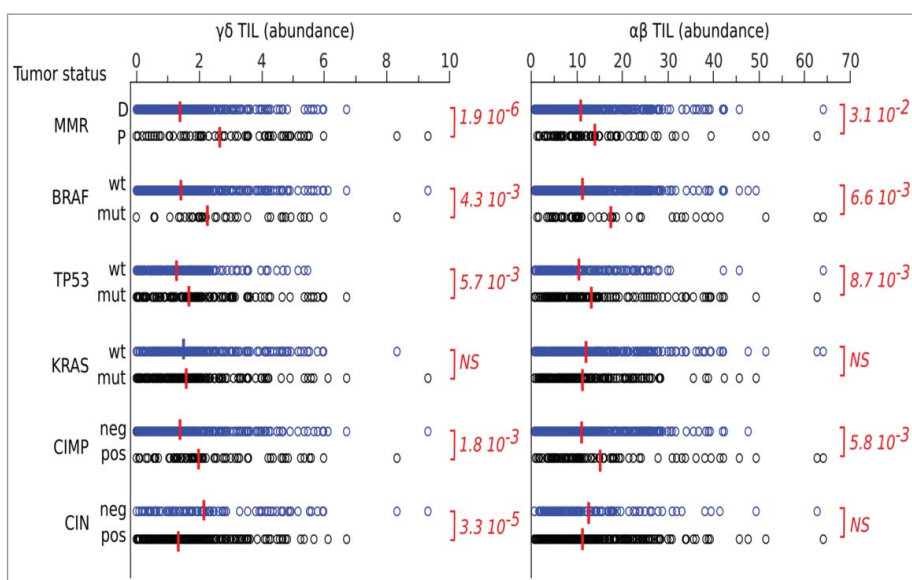 γδ TIL (abundance) αβ TIL (abundance)
0 2 4 6 8 10 0 10 20 30 40 50 60 70
Tumor status
MMR D P 1.9 10-6 3.1 10-2
BRAF wt mut 4.3 10-3 6.6 10-3
TP53 wt mut 5.7 10-3 8.7 10-3
KRAS wt mut NS NS
CIMP neg pos 1.8 10-3 5.8 10-3
CIN neg pos 3.3 10-5 NS